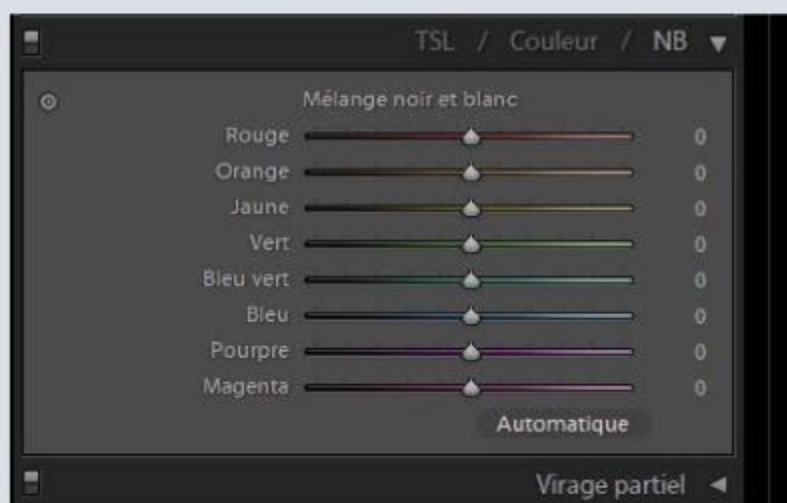 TSL / Couleur / NB
Mélange noir et blanc
Rouge 0
Orange 0
Jaune 0
Vert 0
Bleu vert 0
Bleu 0
Pourpre 0
Magenta 0
Automatique
Virage partiel